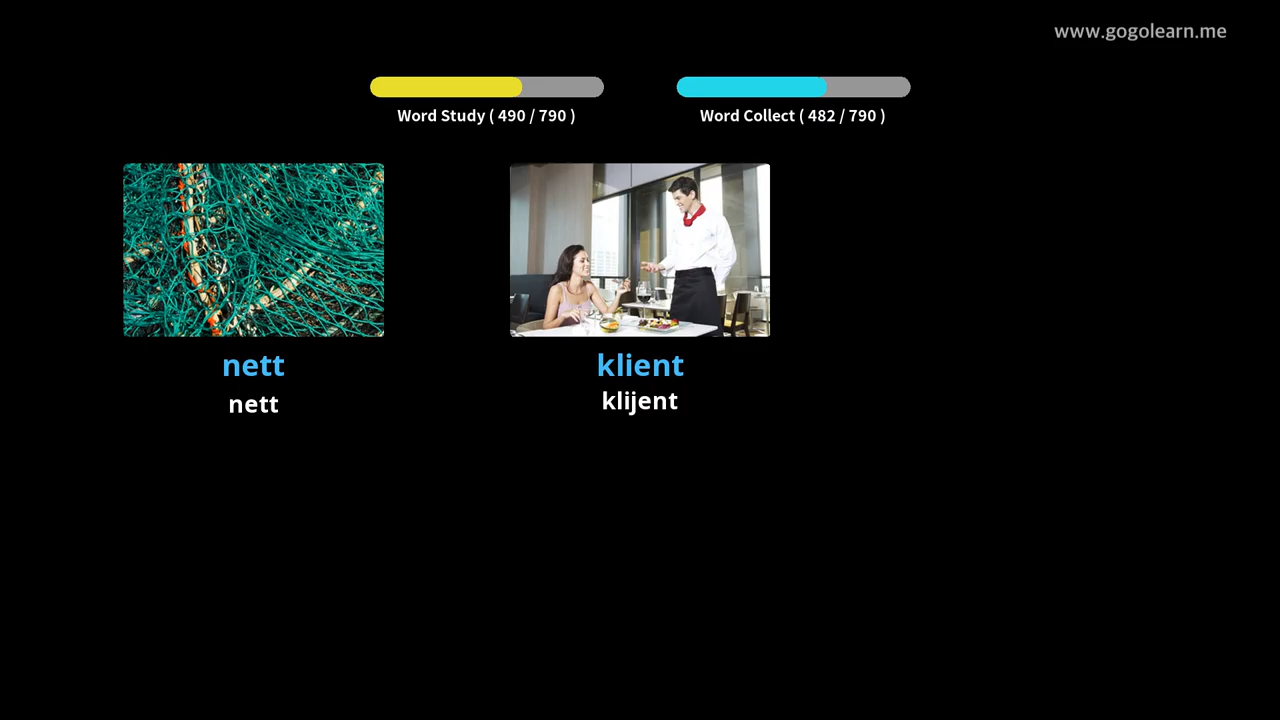 www.gogolearn.me
Word Study ( 490 / 790 )
Word Collect ( 482 / 790 )
nett
nett
klient
klijent